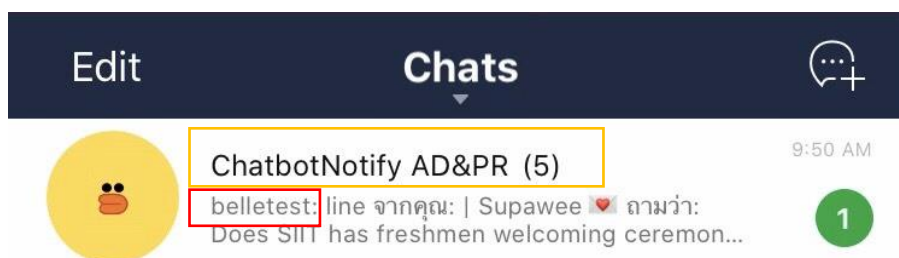 Edit Chats
ChatbotNotify AD&PR (5) 9:50 AM
belletest: line จากคุณ: | Supawee 💌 ถามว่า:
Does SIIT has freshmen welcoming ceremon... 1